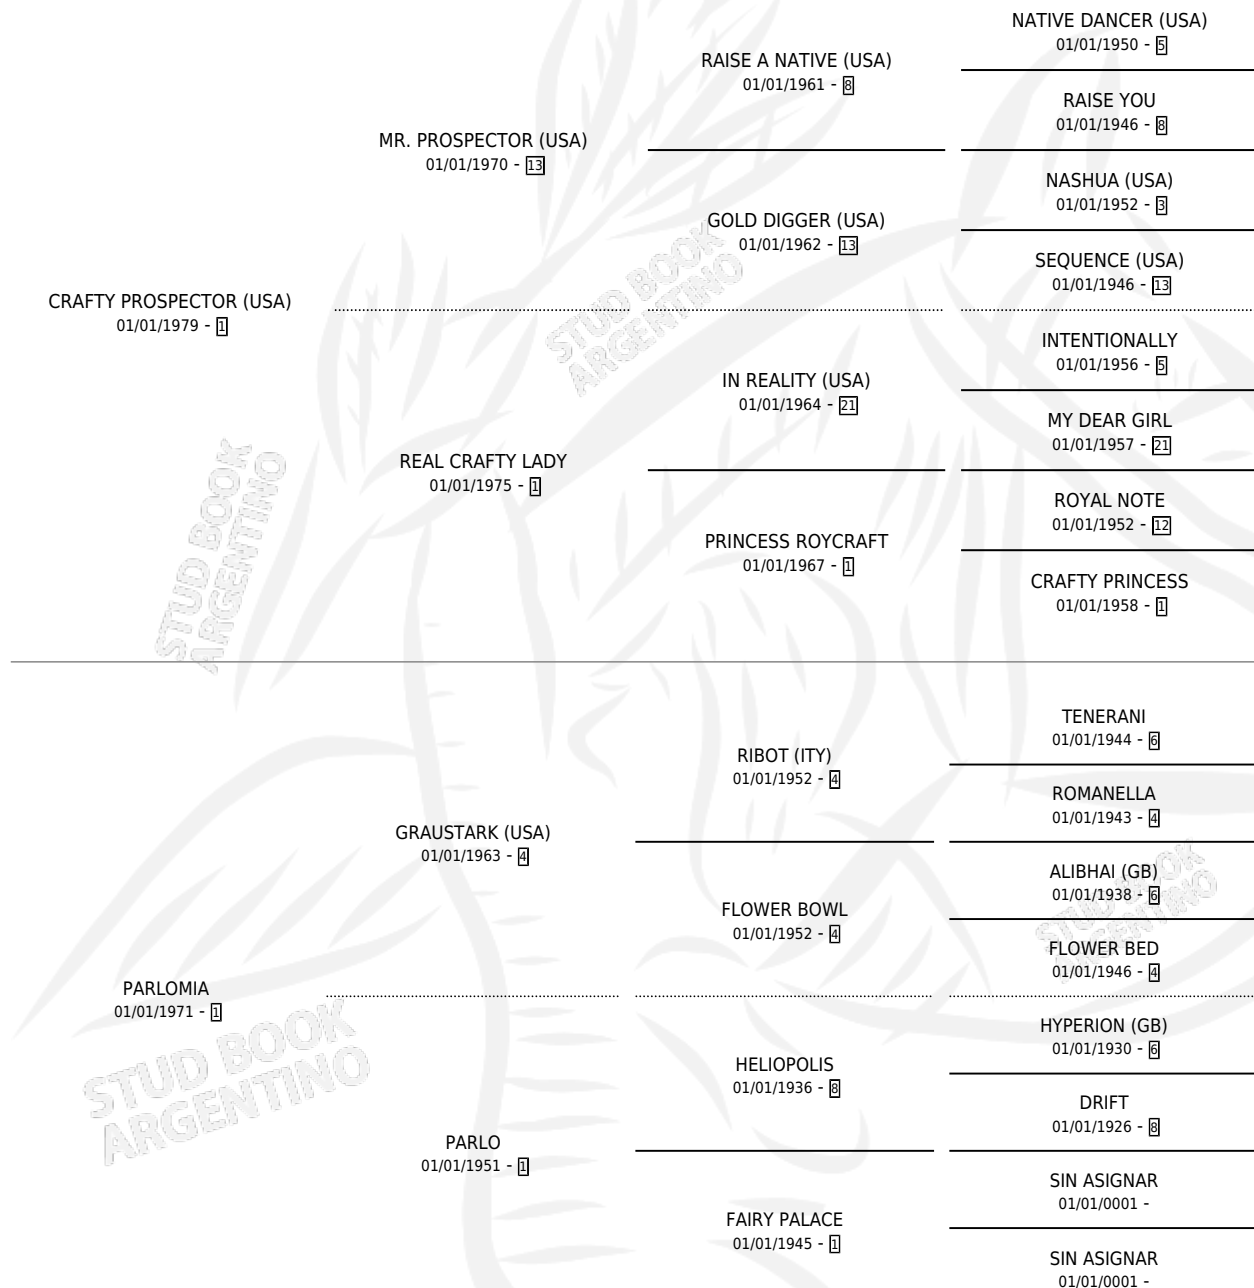 NATIVE DANCER (USA)
01/01/1950 - 5
RAISE A NATIVE (USA)
01/01/1961 - 8
RAISE YOU
01/01/1946 - 8
MR. PROSPECTOR (USA)
01/01/1970 - 13
NASHUA (USA)
01/01/1952 - 3
GOLD DIGGER (USA)
01/01/1962 - 13
SEQUENCE (USA)
01/01/1946 - 13
CRAFTY PROSPECTOR (USA)
01/01/1979 - 1
INTENTIONALLY
01/01/1956 - 5
IN REALITY (USA)
01/01/1964 - 21
MY DEAR GIRL
01/01/1957 - 21
REAL CRAFTY LADY
01/01/1975 - 1
ROYAL NOTE
01/01/1952 - 12
PRINCESS ROYCRAFT
01/01/1967 - 1
CRAFTY PRINCESS
01/01/1958 - 1
TENERANI
01/01/1944 - 6
RIBOT (ITY)
01/01/1952 - 4
ROMANELLA
01/01/1943 - 4
GRAUSTARK (USA)
01/01/1963 - 4
ALIBHAI (GB)
01/01/1938 - 6
FLOWER BOWL
01/01/1952 - 4
FLOWER BED
01/01/1946 - 4
PARLOMIA
01/01/1971 - 1
HYPERION (GB)
01/01/1930 - 6
HELIOPOLIS
01/01/1936 - 8
DRIFT
01/01/1926 - 8
PARLO
01/01/1951 - 1
SIN ASIGNAR
01/01/0001 -
FAIRY PALACE
01/01/1945 - 1
SIN ASIGNAR
01/01/0001 -
STUD BOOK
ARGENTINO
STUD BOOK
ARGENTINO
STUD BOOK
ARGENTINO
STUD BOOK
ARGENTINO